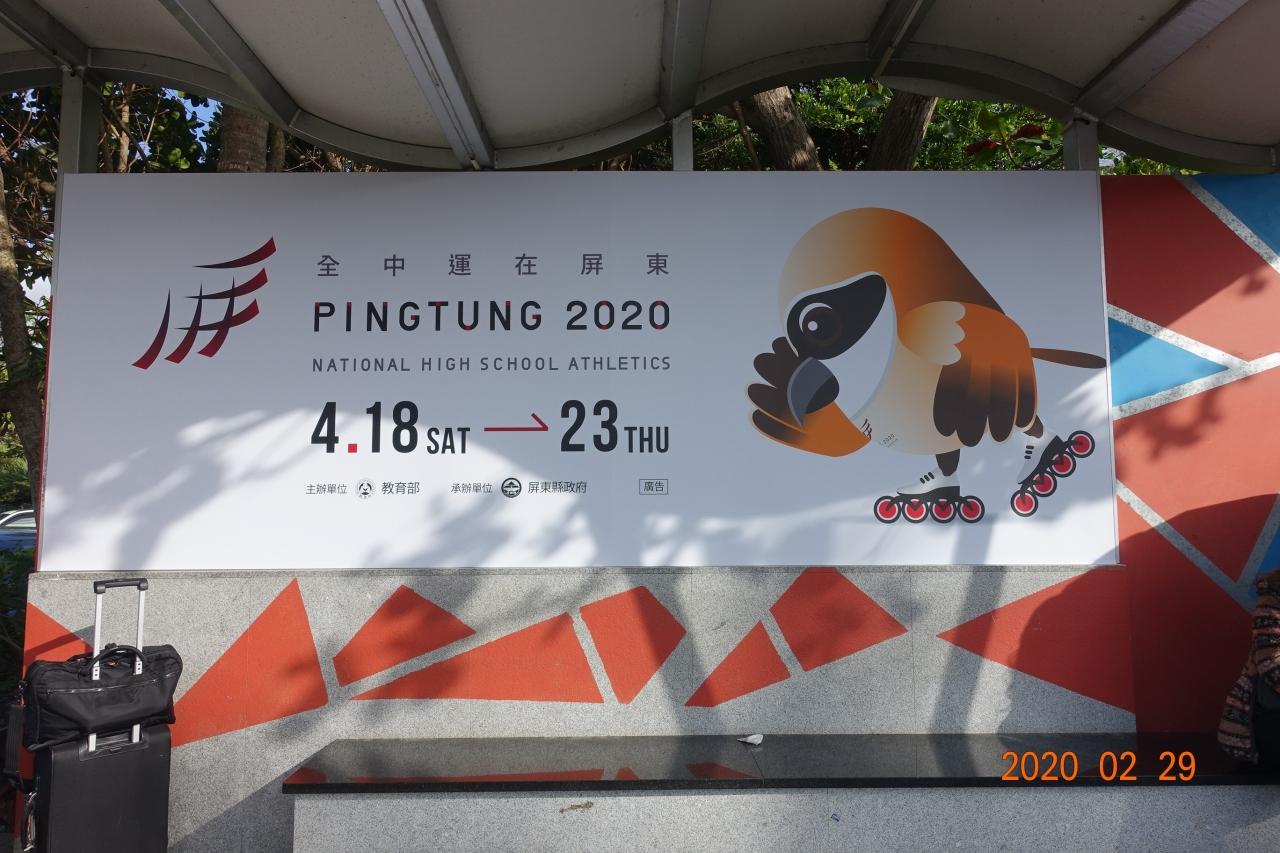 全中運在屏東
PINGTUNG 2020
NATIONAL HIGH SCHOOL ATHLETICS
4.18 SAT → 23 THU
主辦單位 教育部 承辦單位 屏東縣政府 廣告
2020 02 29